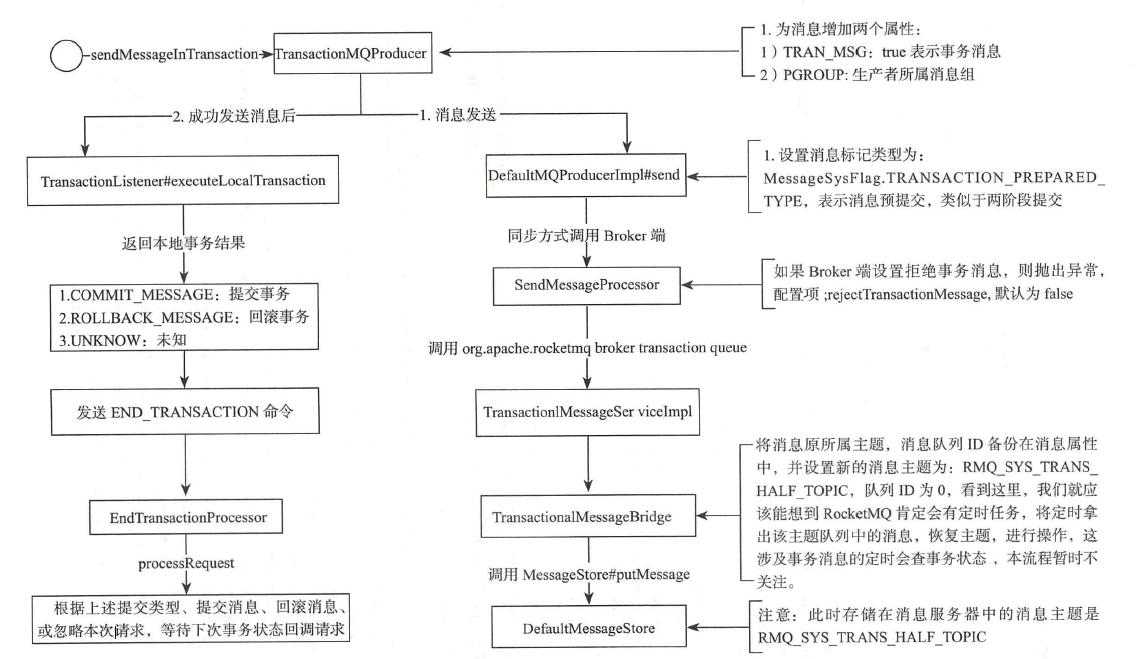 sendMessageInTransaction
TransactionMQProducer
1. 为消息增加两个属性：
1）TRAN_MSG：true 表示事务消息
2）PGROUP: 生产者所属消息组
2. 成功发送消息后
1. 消息发送
TransactionListener#executeLocalTransaction
返回本地事务结果
1.COMMIT_MESSAGE：提交事务
2.ROLLBACK_MESSAGE：回滚事务
3.UNKNOW：未知
发送 END_TRANSACTION 命令
EndTransactionProcessor
processRequest
根据上述提交类型、提交消息、回滚消息、
或忽略本次请求，等待下次事务状态回调请求
DefaultMQProducerImpl#send
1. 设置消息标记类型为：
MessageSysFlag.TRANSACTION_PREPARED_
TYPE，表示消息预提交，类似于两阶段提交
同步方式调用 Broker 端
SendMessageProcessor
如果 Broker 端设置拒绝事务消息，则抛出异常，
配置项 ;rejectTransactionMessage, 默认为 false
调用 org.apache.rocketmq broker transaction queue
TransactionlMessageSer viceImpl
TransactionalMessageBridge
将消息原所属主题，消息队列 ID 备份在消息属性
中，并设置新的消息主题为：RMQ_SYS_TRANS_
HALF_TOPIC，队列 ID 为 0，看到这里，我们就应
该能想到 RocketMQ 肯定会有定时任务，将定时拿
出该主题队列中的消息，恢复主题，进行操作，这
涉及事务消息的定时会查事务状态 ，本流程暂时不
关注。
调用 MessageStore#putMessage
DefaultMessageStore
注意：此时存储在消息服务器中的消息主题是
RMQ_SYS_TRANS_HALF_TOPIC